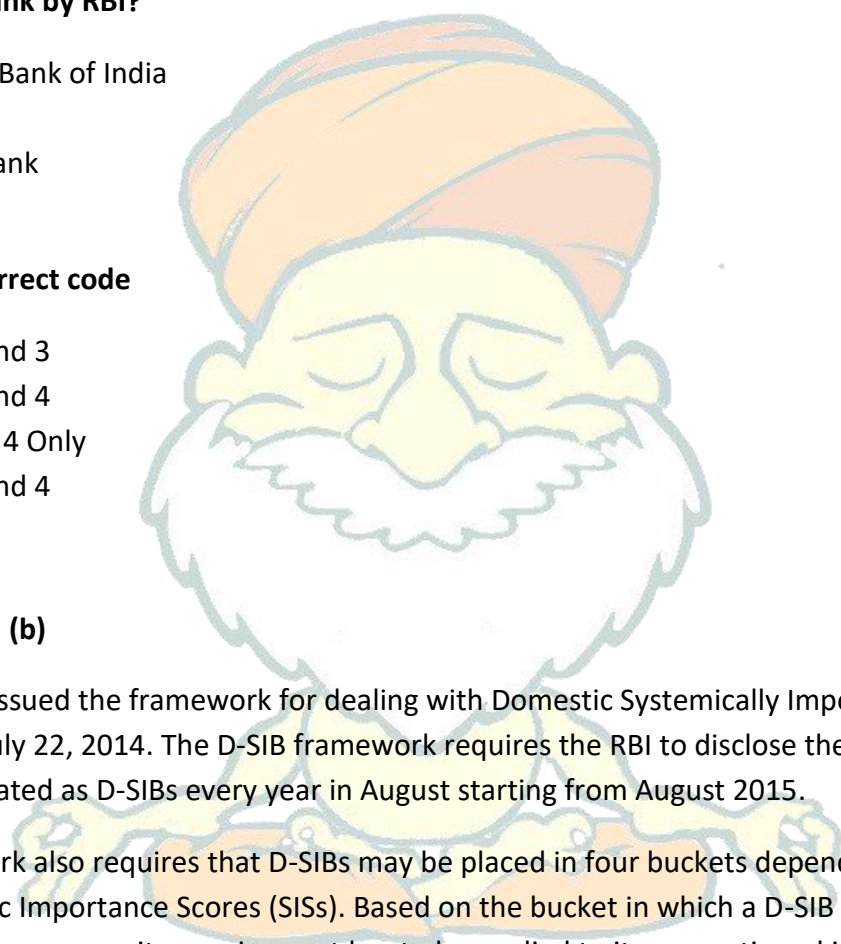 nk by RBI?
Bank of India
ank
rrect code
nd 3
nd 4
4 Only
nd 4
(b)
ssued the framework for dealing with Domestic Systemically Impo
uly 22, 2014. The D-SIB framework requires the RBI to disclose the
ated as D-SIBs every year in August starting from August 2015.
rk also requires that D-SIBs may be placed in four buckets depend
c Importance Scores (SISs). Based on the bucket in which a D-SIB